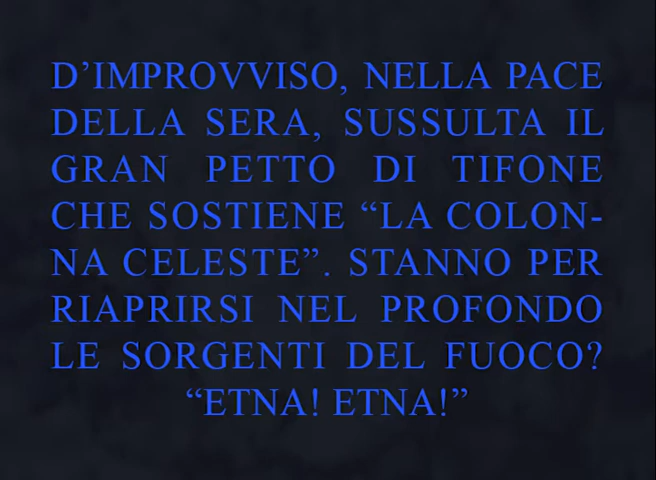 D’IMPROVVISO, NELLA PACE
DELLA SERA, SUSSULTA IL
GRAN PETTO DI TIFONE
CHE SOSTIENE “LA COLON-
NA CELESTE”. STANNO PER
RIAPRIRSI NEL PROFONDO
LE SORGENTI DEL FUOCO?
“ETNA! ETNA!”